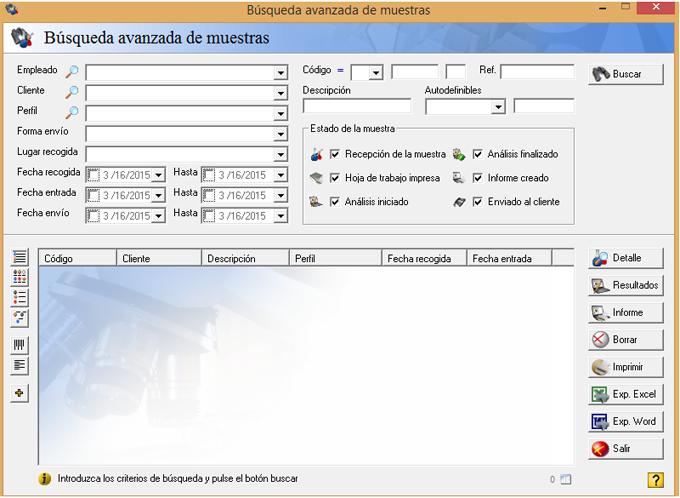 Búsqueda avanzada de muestras
Búsqueda avanzada de muestras
Empleado
Código =
Ref.
Buscar
Cliente
Descripción
Autodefinibles
Perfil
Forma envío
Estado de la muestra
Lugar recogida
Recepción de la muestra
Análisis finalizado
Fecha recogida 3 /16/2015 Hasta 3 /16/2015
Hoja de trabajo impresa
Informe creado
Fecha entrada 3 /16/2015 Hasta 3 /16/2015
Análisis iniciado
Enviado al cliente
Fecha envío 3 /16/2015 Hasta 3 /16/2015
Código Cliente Descripción Perfil Fecha recogida Fecha entrada
Detalle
Resultados
Informe
Borrar
Imprimir
Exp. Excel
Exp. Word
Salir
Introduzca los criterios de búsqueda y pulse el botón buscar
0
?